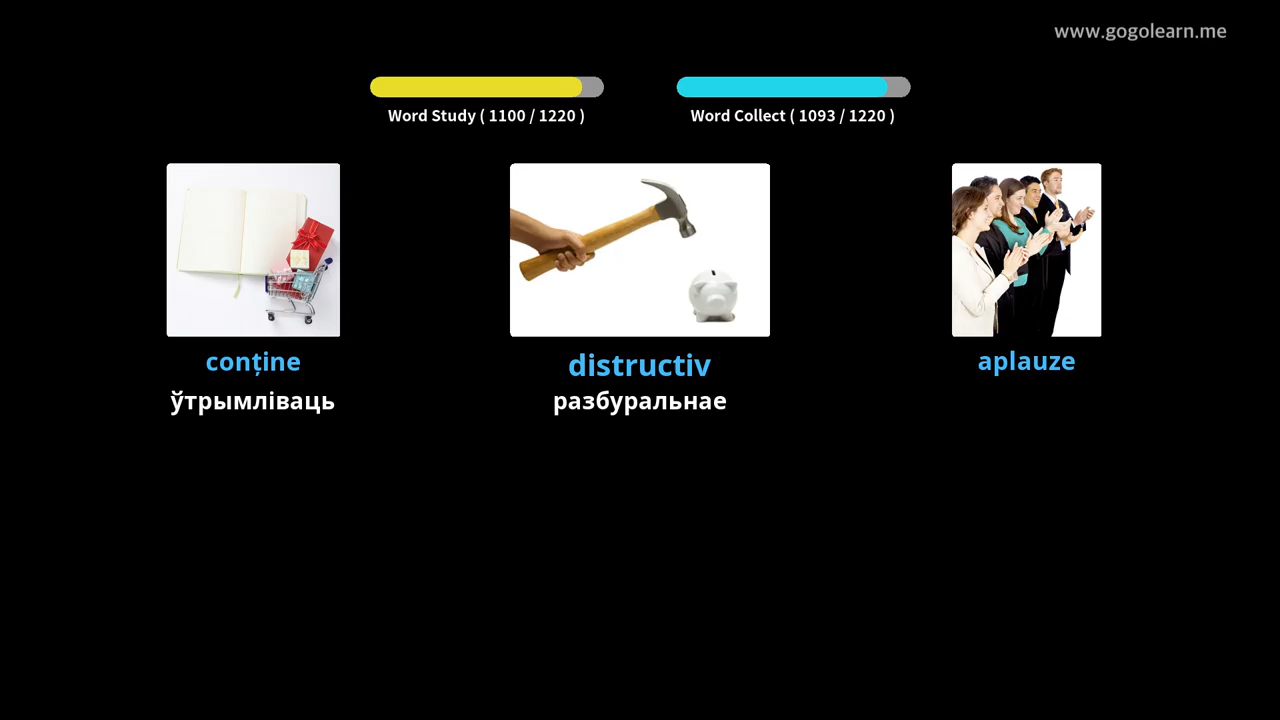 www.gogolearn.me
Word Study ( 1100 / 1220 )
Word Collect ( 1093 / 1220 )
conține
distructiv
aplauze
ўтрымліваць
разбуральнае